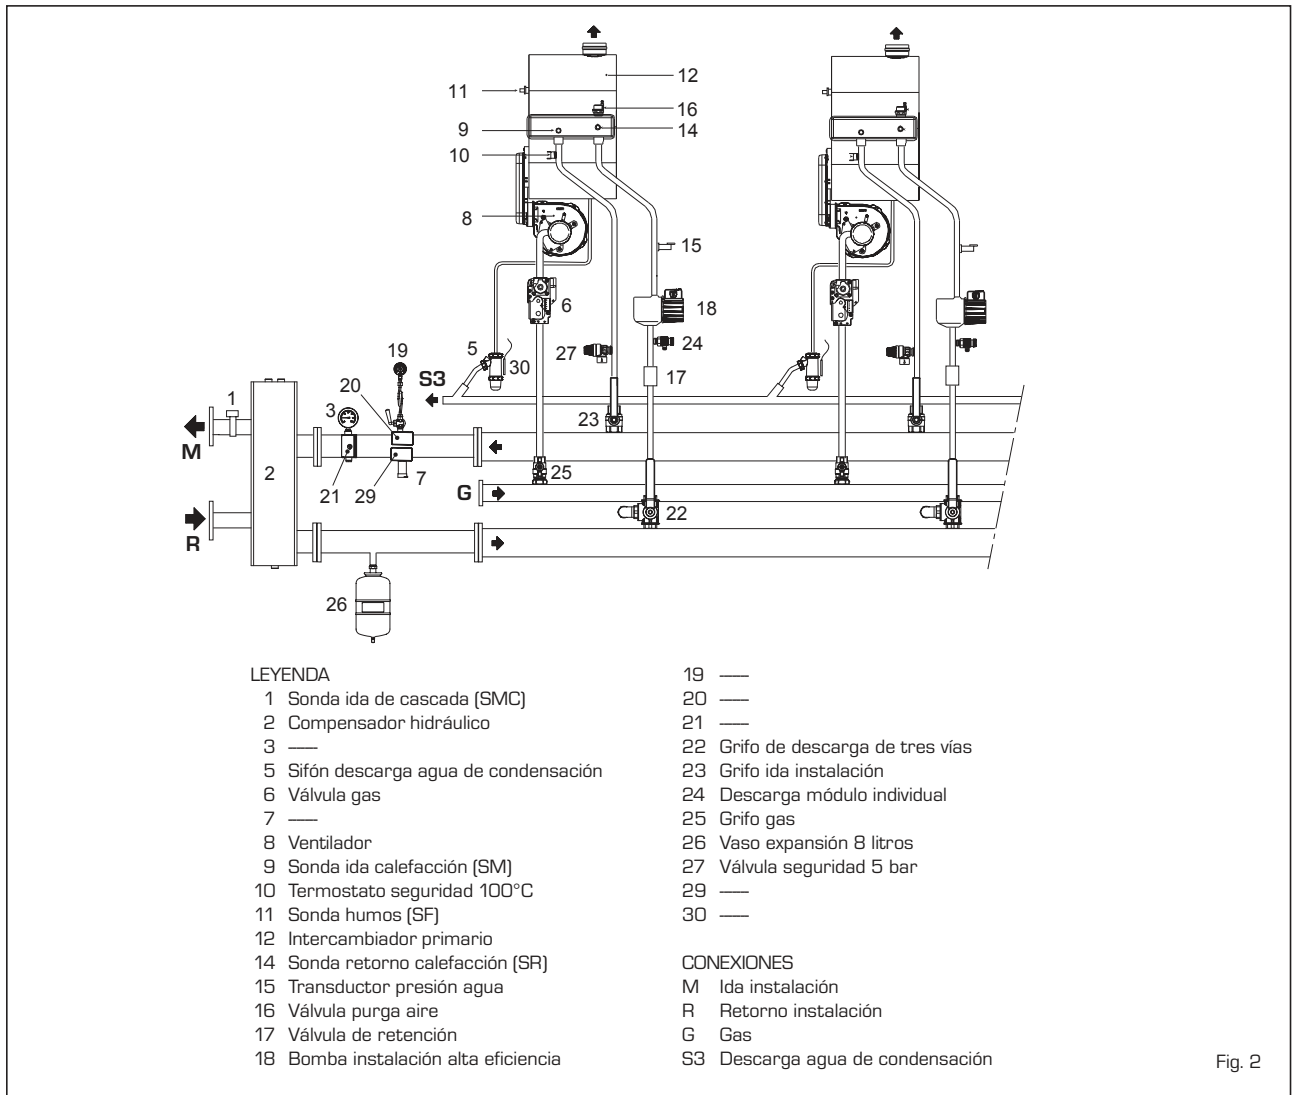 12
11
16
9
14
10
8
15
6
18
19
5
27
24
30
17
20
S3
1
3
23
M
2
21
29
7
25
G
22
R
26
LEYENDA
1 Sonda ida de cascada (SMC)
2 Compensador hidráulico
3 ----
5 Sifón descarga agua de condensación
6 Válvula gas
7 ----
8 Ventilador
9 Sonda ida calefacción (SM)
10 Termostato seguridad 100°C
11 Sonda humos (SF)
12 Intercambiador primario
14 Sonda retorno calefacción (SR)
15 Transductor presión agua
16 Válvula purga aire
17 Válvula de retención
18 Bomba instalación alta eficiencia
19 ----
20 ----
21 ----
22 Grifo de descarga de tres vías
23 Grifo ida instalación
24 Descarga módulo individual
25 Grifo gas
26 Vaso expansión 8 litros
27 Válvula seguridad 5 bar
29 ----
30 ----
CONEXIONES
M Ida instalación
R Retorno instalación
G Gas
S3 Descarga agua de condensación
Fig. 2